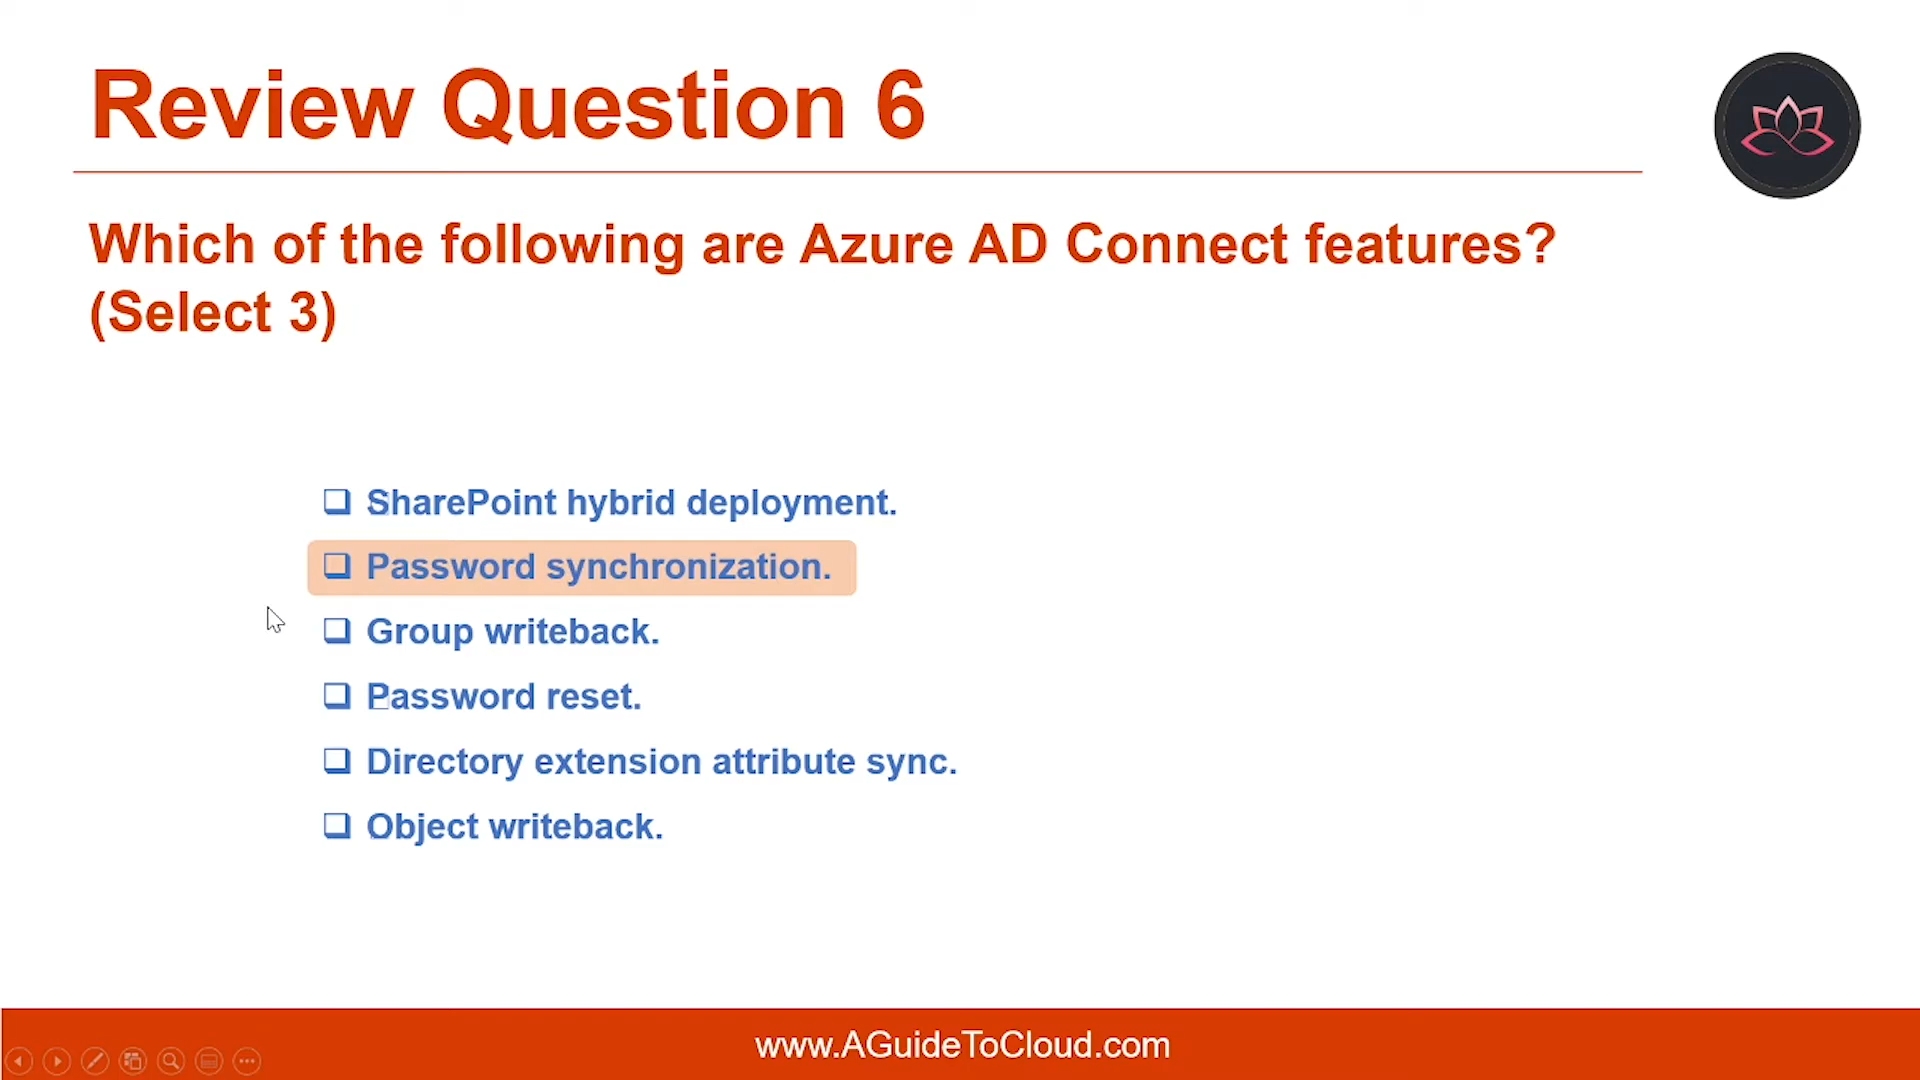 Review Question 6
Which of the following are Azure AD Connect features?
(Select 3)
SharePoint hybrid deployment.
Password synchronization.
Group writeback.
Password reset.
Directory extension attribute sync.
Object writeback.
www.AGuideToCloud.com